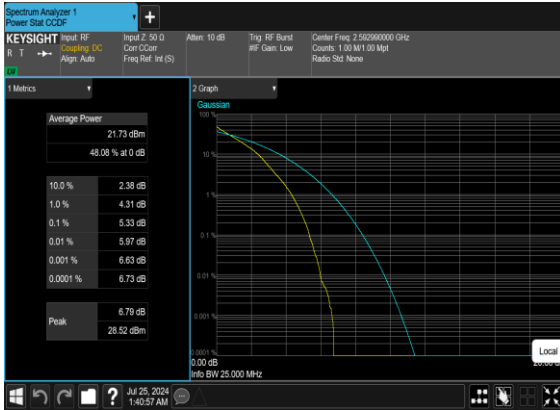 Spectrum Analyzer 1
Power Stat CCDF
KEYSIGHT
R T
LXI
Input: RF
Coupling: DC
Align: Auto
Input Z: 50 Ω
Corr CCorr
Freq Ref: Int (S)
Atten: 10 dB
Trig: RF Burst
#IF Gain: Low
Center Freq: 2.592990000 GHz
Counts: 1.00 M/1.00 Mpt
Radio Std: None
1 Metrics
Average Power
21.73 dBm
48.08 % at 0 dB
10.0 % 2.38 dB
1.0 % 4.31 dB
0.1 % 5.33 dB
0.01 % 5.97 dB
0.001 % 6.63 dB
0.0001 % 6.73 dB
Peak
6.79 dB
28.52 dBm
2 Graph
Gaussian
100 %
10 %
1 %
0.1 %
0.01 %
0.001 %
0.0001 %
0.00 dB
Info BW 25.000 MHz
Local
20.00 dB
?
Jul 25, 2024
1:40:57 AM